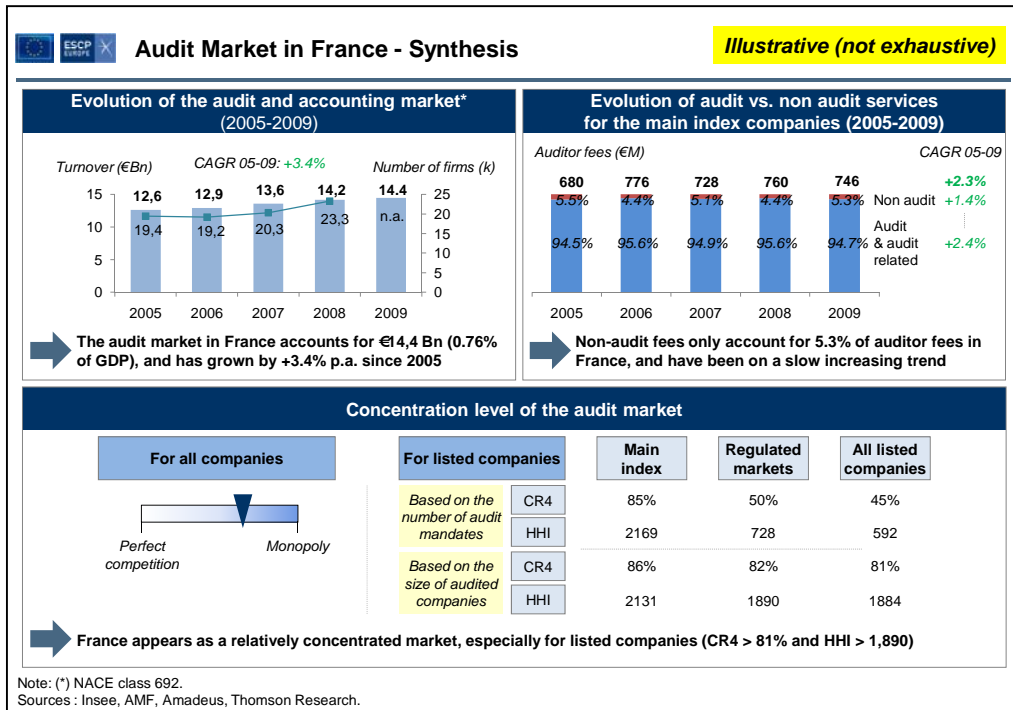 ESCP
EUROPE
Audit Market in France - Synthesis
Illustrative (not exhaustive)
Evolution of the audit and accounting market*
(2005-2009)
Turnover (€Bn)
CAGR 05-09: +3.4%
Number of firms (k)
15
10
5
0
12,6
12,9
13,6
14,2
14.4
19,4
19,2
20,3
23,3
n.a.
25
20
15
10
5
0
2005
2006
2007
2008
2009
The audit market in France accounts for €14,4 Bn (0.76%
of GDP), and has grown by +3.4% p.a. since 2005
Evolution of audit vs. non audit services
for the main index companies (2005-2009)
Auditor fees (€M)
CAGR 05-09
680
776
728
760
746
+2.3%
5.5%
4.4%
5.1%
4.4%
5.3%
Non audit
+1.4%
94.5%
95.6%
94.9%
95.6%
94.7%
Audit
& audit
related
+2.4%
2005
2006
2007
2008
2009
Non-audit fees only account for 5.3% of auditor fees in
France, and have been on a slow increasing trend
Concentration level of the audit market
For all companies
Perfect
competition
Monopoly
For listed companies
Main
index
Regulated
markets
All listed
companies
Based on the
number of audit
mandates
CR4
85%
50%
45%
HHI
2169
728
592
Based on the
size of audited
companies
CR4
86%
82%
81%
HHI
2131
1890
1884
France appears as a relatively concentrated market, especially for listed companies (CR4 > 81% and HHI > 1,890)
Note: (*) NACE class 692.
Sources : Insee, AMF, Amadeus, Thomson Research.